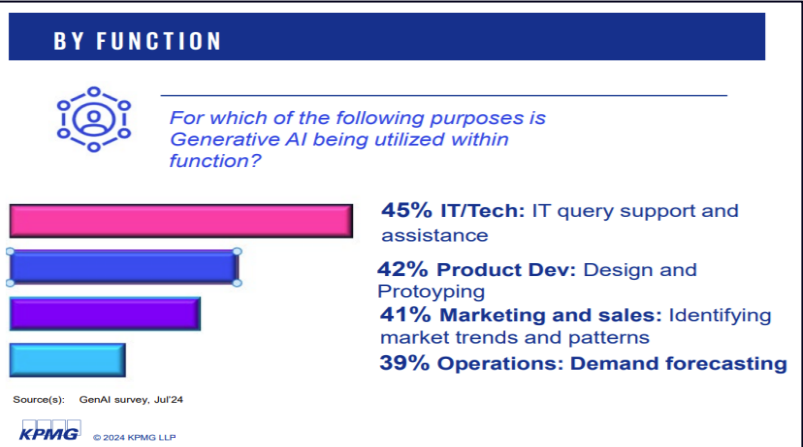 BY FUNCTION
For which of the following purposes is
Generative AI being utilized within
function?
45% IT/Tech: IT query support and
assistance
42% Product Dev: Design and
Protoyping
41% Marketing and sales: Identifying
market trends and patterns
39% Operations: Demand forecasting
Source(s): GenAI survey, Jul'24
KPMG © 2024 KPMG LLP